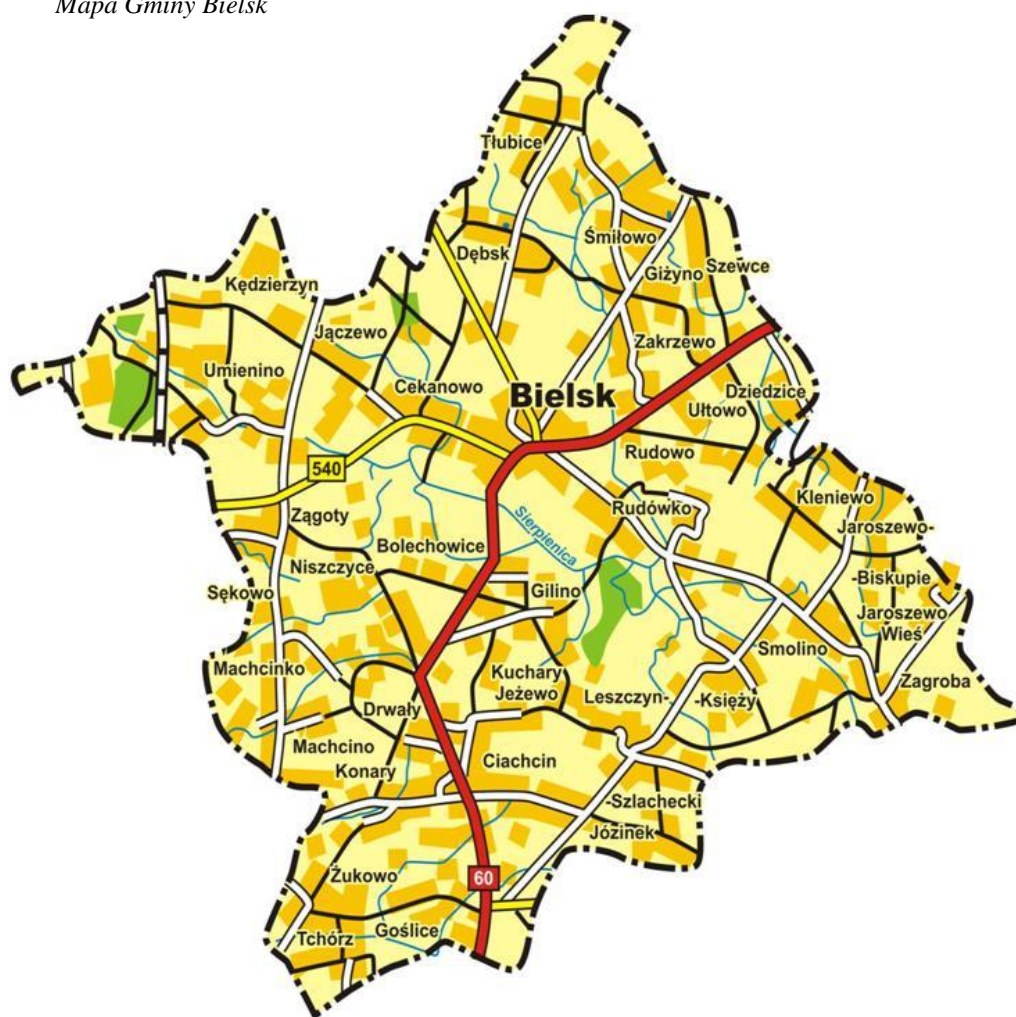 Mapa Gminy Bielsk
Tłubice
Śmiłowo
Dębsk
Giżyno
Szewce
Kędzierzyn
Jączewo
Zakrzewo
Umienino
Cekanowo
Bielsk
Dziedzice
Ułtowo
Rudowo
540
Kleniewo
Zągoty
Rudówko
Jaroszewo-
Sierpienica
Bolechowice
Niszczyce
-Biskupie
Sękowo
Gilino
Jaroszewo
Wieś
Smolino
Machcinko
Kuchary
Jeżewo
Zagroba
Leszczyn-
-Księży
Drwały
Machcino
Ciachcin
Konary
-Szlachecki
Józinek
Żukowo
60
Goślice
Tchórz